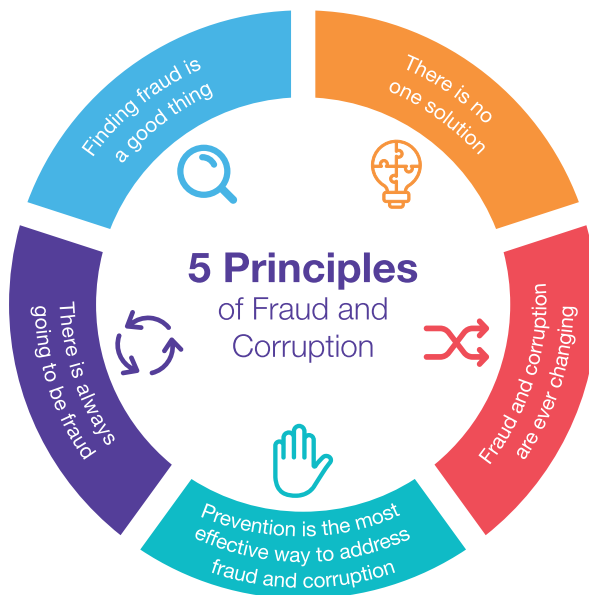 5 Principles
of Fraud and
Corruption
There is no
one solution
Fraud and corruption
are ever changing
Prevention is the most
effective way to address
fraud and corruption
There is always
going to be fraud
Finding fraud is
a good thing